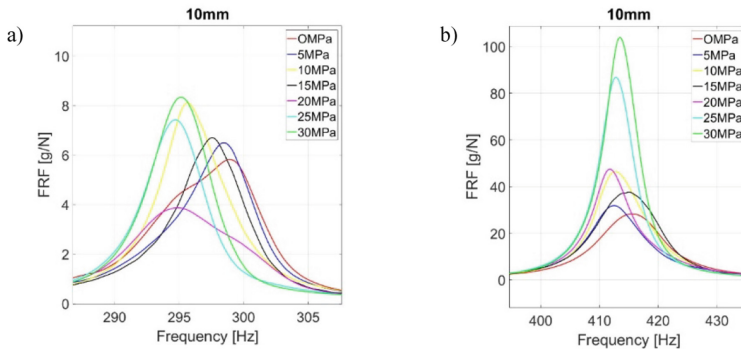 a)
10mm
FRF [g/N]
10
8
6
4
2
0
290 295 300 305
Frequency [Hz]
OMPa
5MPa
10MPa
15MPa
20MPa
25MPa
30MPa
b)
10mm
FRF [g/N]
100
80
60
40
20
0
400 410 420 430
Frequency [Hz]
OMPa
5MPa
10MPa
15MPa
20MPa
25MPa
30MPa